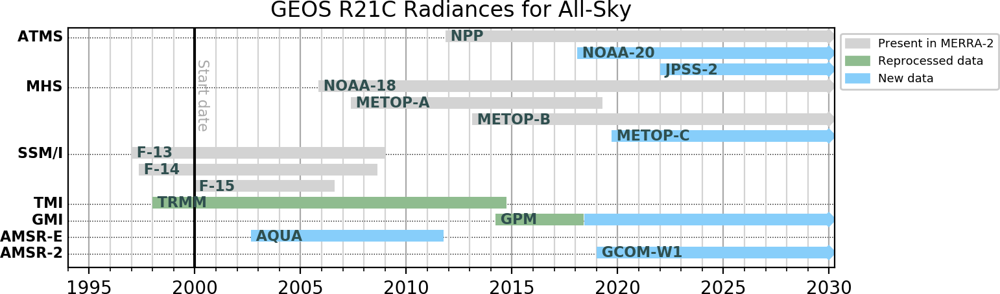 GEOS R21C Radiances for All-Sky
ATMS
NPP
NOAA-20
JPSS-2
MHS
NOAA-18
METOP-A
METOP-B
METOP-C
SSM/I
F-13
F-14
F-15
TMI
TRMM
GMI
GPM
AMSR-E
AQUA
AMSR-2
GCOM-W1
Start date
Present in MERRA-2
Reprocessed data
New data
1995 2000 2005 2010 2015 2020 2025 2030